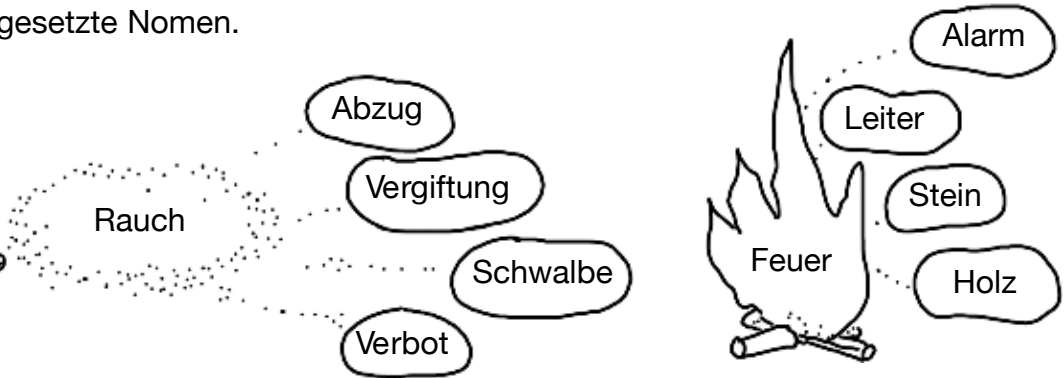 gesetzte Nomen.
Rauch
Abzug
Vergiftung
Schwalbe
Verbot
Feuer
Alarm
Leiter
Stein
Holz